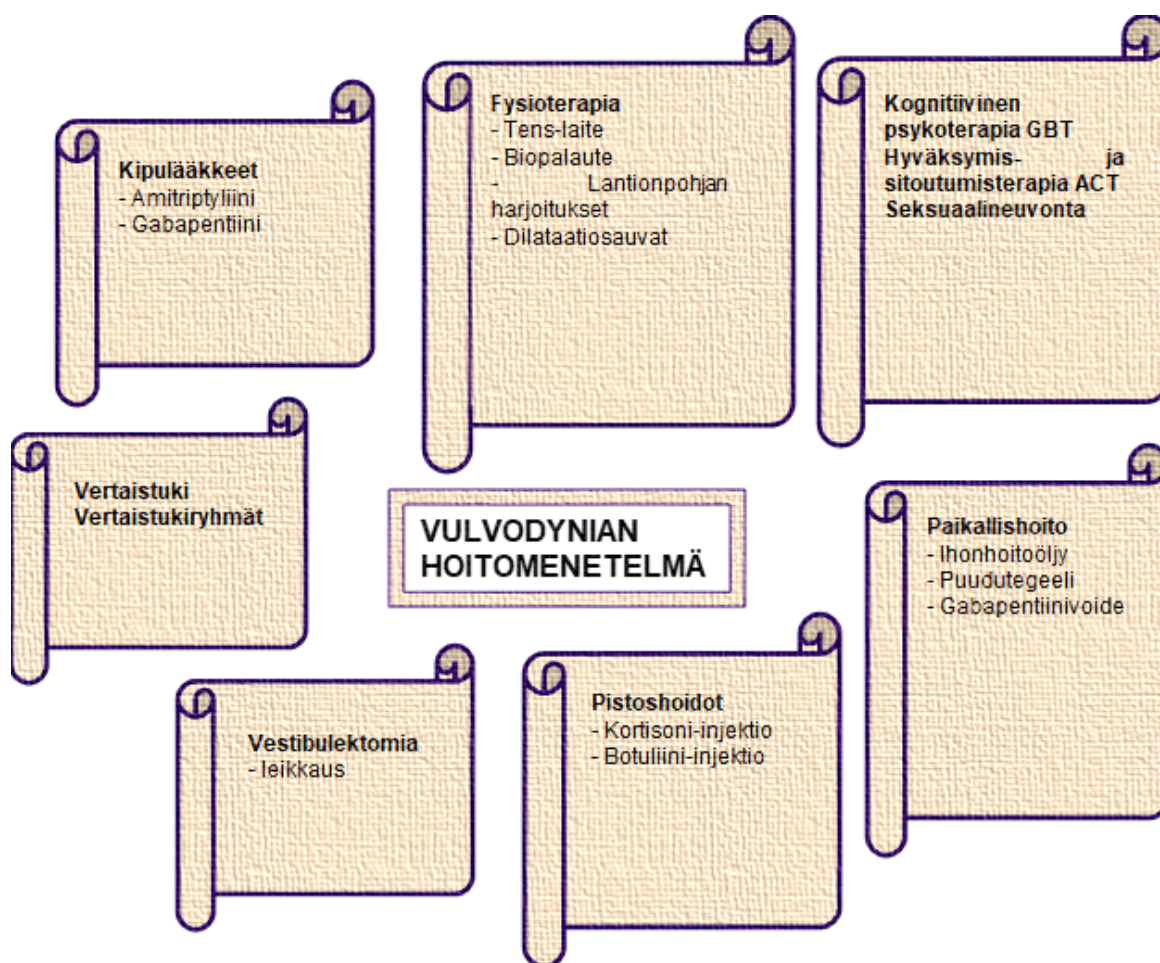 Kipulääkkeet
- Amitriptyliini
- Gabapentiini
Fysioterapia
- Tens-laite
- Biopalaute
- Lantionpohjan
harjoitukset
- Dilataatiosauvat
Kognitiivinen
psykoterapia GBT
Hyväksymis- ja
sitoutumisterapia ACT
Seksuaalineuvonta
Vertaistuki
Vertaistukiryhmät
VULVODYNIAN
HOITOMENETELMÄ
Paikallishoito
- Ihonhoitoöljy
- Puudutegeeli
- Gabapentiinivoide
Vestibulektomia
- leikkaus
Pistoshoidot
- Kortisoni-injektio
- Botuliini-injektio